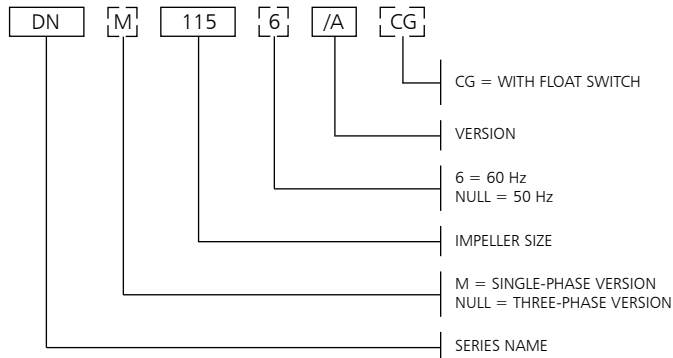 DN M 115 6 /A CG
CG = WITH FLOAT SWITCH
VERSION
6 = 60 Hz
NULL = 50 Hz
IMPELLER SIZE
M = SINGLE-PHASE VERSION
NULL = THREE-PHASE VERSION
SERIES NAME